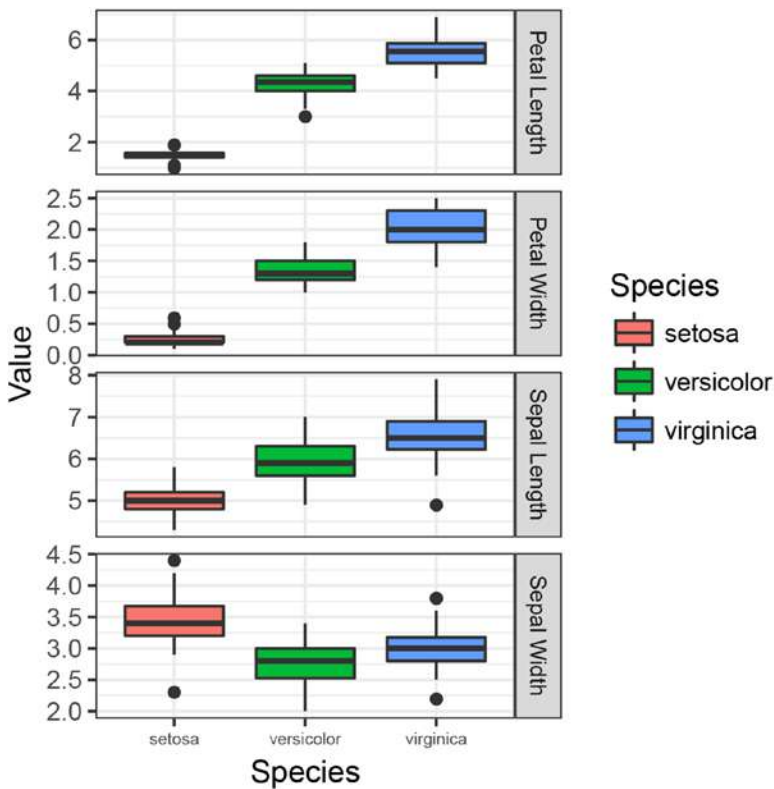 Value
6
4
2
Petal Length
2.5
2.0
1.5
1.0
0.5
0.0
Petal Width
8
7
6
5
Sepal Length
4.5
4.0
3.5
3.0
2.5
2.0
Sepal Width
setosa versicolor virginica
Species
Species
setosa
versicolor
virginica